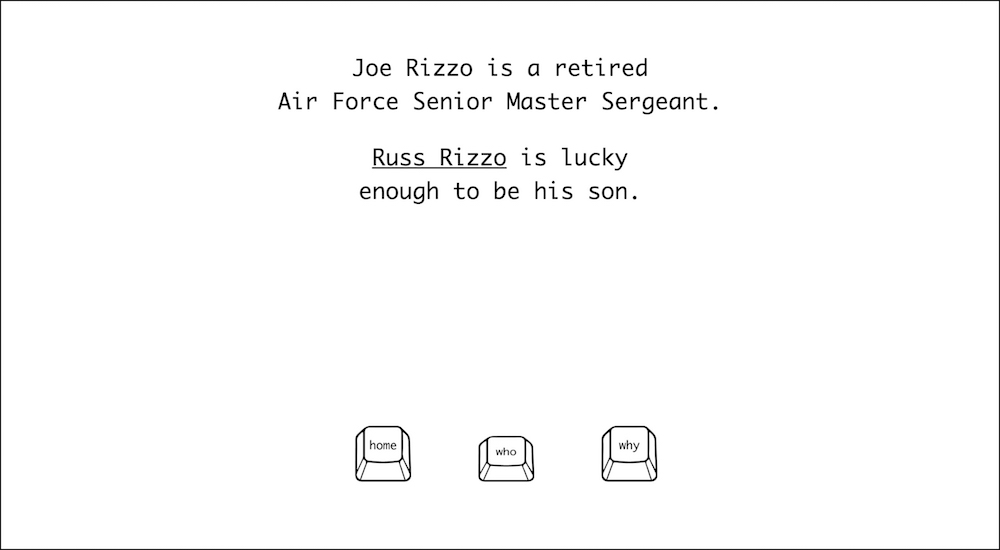 Joe Rizzo is a retired
Air Force Senior Master Sergeant.
Russ Rizzo is lucky
enough to be his son.
home
who
why